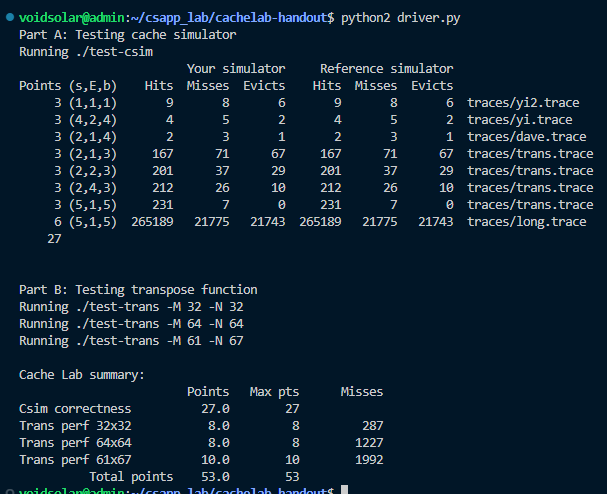 voidsolar@admin:~/csapp_lab/cachelab-handout$ python2 driver.py
Part A: Testing cache simulator
Running ./test-csim
                        Your simulator     Reference simulator
Points (s,E,b)    Hits  Misses  Evicts    Hits  Misses  Evicts
     3 (1,1,1)       9       8       6       9       8       6  traces/yi2.trace
     3 (4,2,4)       4       5       2       4       5       2  traces/yi.trace
     3 (2,1,4)       2       3       1       2       3       1  traces/dave.trace
     3 (2,1,3)     167      71      67     167      71      67  traces/trans.trace
     3 (2,2,3)     201      37      29     201      37      29  traces/trans.trace
     3 (2,4,3)     212      26      10     212      26      10  traces/trans.trace
     3 (5,1,5)     231       7       0     231       7       0  traces/trans.trace
     6 (5,1,5)  265189   21775   21743  265189   21775   21743  traces/long.trace
    27
Part B: Testing transpose function
Running ./test-trans -M 32 -N 32
Running ./test-trans -M 64 -N 64
Running ./test-trans -M 61 -N 67
Cache Lab summary:
                        Points   Max pts      Misses
Csim correctness          27.0        27
Trans perf 32x32           8.0         8         287
Trans perf 64x64           8.0         8        1227
Trans perf 61x67          10.0        10        1992
          Total points    53.0        53
voidsolar@admin:~/csapp_lab/cachelab-handout$